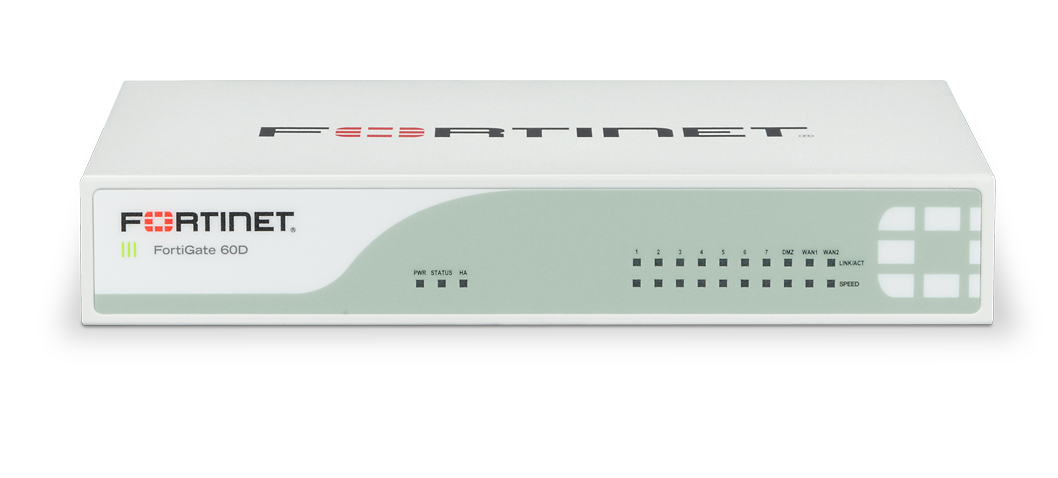 FORTINET
FORTINET®
FortiGate 60D
PWR STATUS HA
1 2 3 4 5 6 7 DMZ WAN1 WAN2
LINK/ACT
SPEED